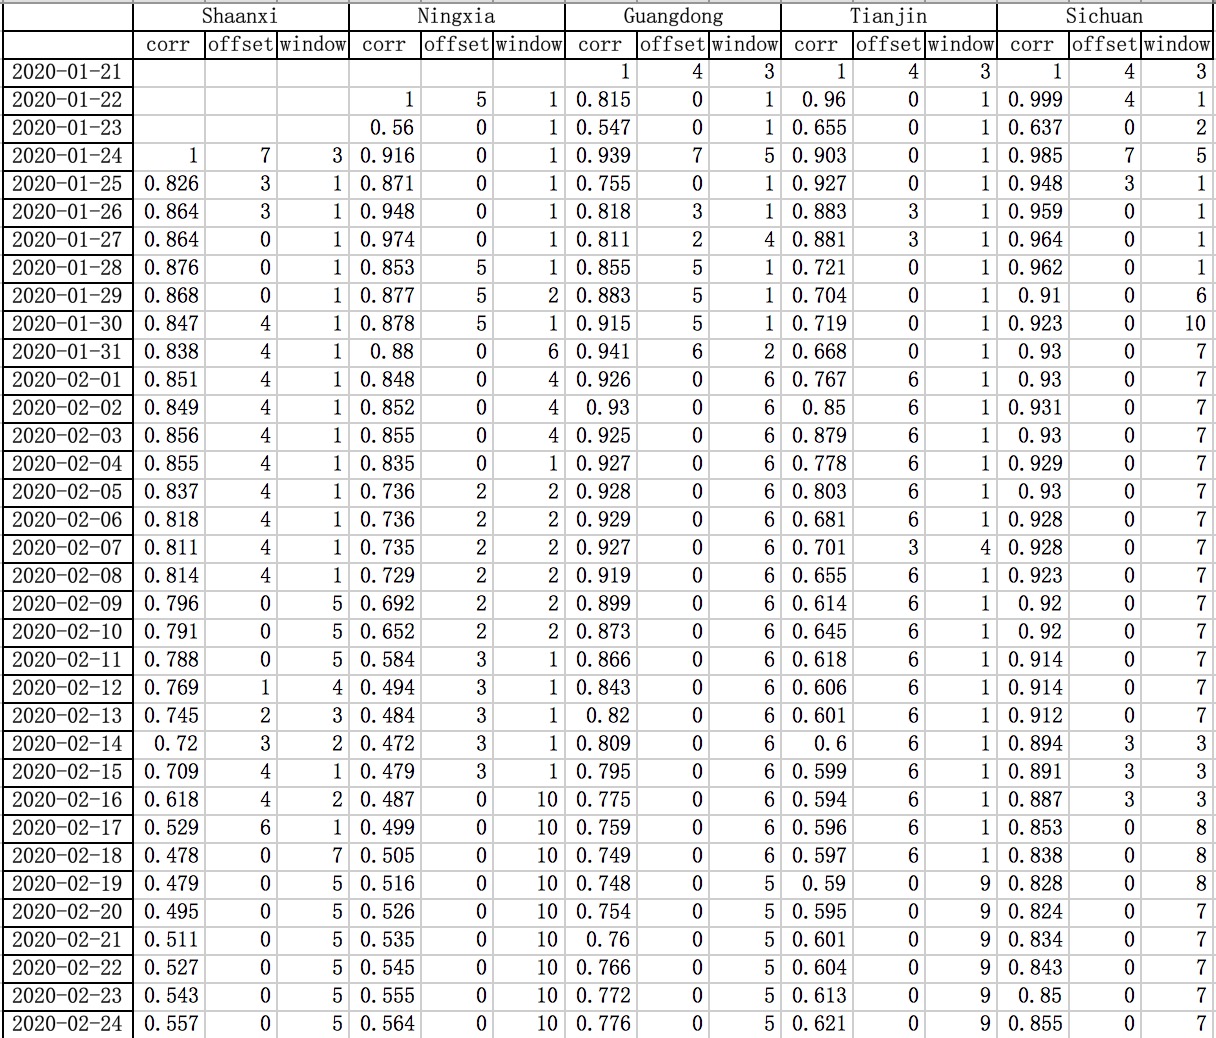 Shaanxi Ningxia Guangdong Tianjin Sichuan
corr offset window corr offset window corr offset window corr offset window corr offset window
2020-01-21 1 4 3 1 4 3 1 4 3
2020-01-22 1 5 1 0.815 0 1 0.96 0 1 0.999 4 1
2020-01-23 0.56 0 1 0.547 0 1 0.655 0 1 0.637 0 2
2020-01-24 1 7 3 0.916 0 1 0.939 7 5 0.903 0 1 0.985 7 5
2020-01-25 0.826 3 1 0.871 0 1 0.755 0 1 0.927 0 1 0.948 3 1
2020-01-26 0.864 3 1 0.948 0 1 0.818 3 1 0.883 3 1 0.959 0 1
2020-01-27 0.864 0 1 0.974 0 1 0.811 2 4 0.881 3 1 0.964 0 1
2020-01-28 0.876 0 1 0.853 5 1 0.855 5 1 0.721 0 1 0.962 0 1
2020-01-29 0.868 0 1 0.877 5 2 0.883 5 1 0.704 0 1 0.91 0 6
2020-01-30 0.847 4 1 0.878 5 1 0.915 5 1 0.719 0 1 0.923 0 10
2020-01-31 0.838 4 1 0.88 0 6 0.941 6 2 0.668 0 1 0.93 0 7
2020-02-01 0.851 4 1 0.848 0 4 0.926 0 6 0.767 6 1 0.93 0 7
2020-02-02 0.849 4 1 0.852 0 4 0.93 0 6 0.85 6 1 0.931 0 7
2020-02-03 0.856 4 1 0.855 0 4 0.925 0 6 0.879 6 1 0.93 0 7
2020-02-04 0.855 4 1 0.835 0 1 0.927 0 6 0.778 6 1 0.929 0 7
2020-02-05 0.837 4 1 0.736 2 2 0.928 0 6 0.803 6 1 0.93 0 7
2020-02-06 0.818 4 1 0.736 2 2 0.929 0 6 0.681 6 1 0.928 0 7
2020-02-07 0.811 4 1 0.735 2 2 0.927 0 6 0.701 3 4 0.928 0 7
2020-02-08 0.814 4 1 0.729 2 2 0.919 0 6 0.655 6 1 0.923 0 7
2020-02-09 0.796 0 5 0.692 2 2 0.899 0 6 0.614 6 1 0.92 0 7
2020-02-10 0.791 0 5 0.652 2 2 0.873 0 6 0.645 6 1 0.92 0 7
2020-02-11 0.788 0 5 0.584 3 1 0.866 0 6 0.618 6 1 0.914 0 7
2020-02-12 0.769 1 4 0.494 3 1 0.843 0 6 0.606 6 1 0.914 0 7
2020-02-13 0.745 2 3 0.484 3 1 0.82 0 6 0.601 6 1 0.912 0 7
2020-02-14 0.72 3 2 0.472 3 1 0.809 0 6 0.6 6 1 0.894 3 3
2020-02-15 0.709 4 1 0.479 3 1 0.795 0 6 0.599 6 1 0.891 3 3
2020-02-16 0.618 4 2 0.487 0 10 0.775 0 6 0.594 6 1 0.887 3 3
2020-02-17 0.529 6 1 0.499 0 10 0.759 0 6 0.596 6 1 0.853 0 8
2020-02-18 0.478 0 7 0.505 0 10 0.749 0 6 0.597 6 1 0.838 0 8
2020-02-19 0.479 0 5 0.516 0 10 0.748 0 5 0.59 0 9 0.828 0 8
2020-02-20 0.495 0 5 0.526 0 10 0.754 0 5 0.595 0 9 0.824 0 7
2020-02-21 0.511 0 5 0.535 0 10 0.76 0 5 0.601 0 9 0.834 0 7
2020-02-22 0.527 0 5 0.545 0 10 0.766 0 5 0.604 0 9 0.843 0 7
2020-02-23 0.543 0 5 0.555 0 10 0.772 0 5 0.613 0 9 0.85 0 7
2020-02-24 0.557 0 5 0.564 0 10 0.776 0 5 0.621 0 9 0.855 0 7